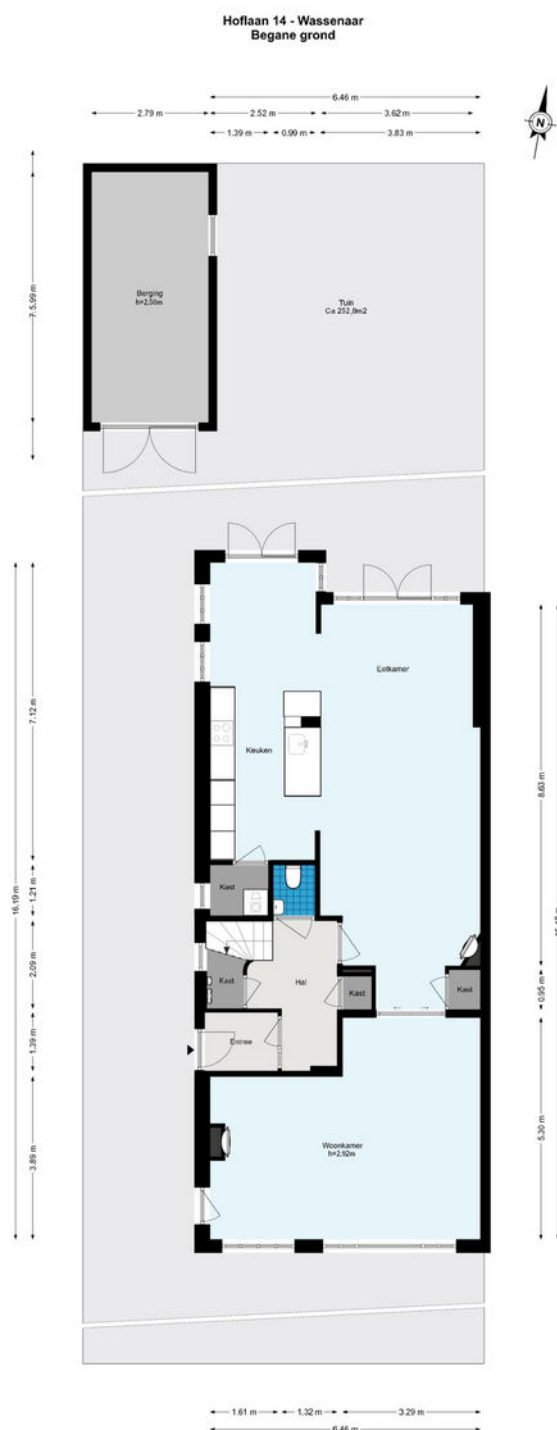 Hoflaan 14 - Wassenaar
Begane grond
6.46 m
2.79 m
2.52 m
3.62 m
1.39 m
0.99 m
3.83 m
N
5.99 m
Berging
h=2,50m
Tuin
Ca 252,8m2
Eetkamer
Keuken
7.12 m
8.63 m
16.19 m
Kast
1.21 m
2.09 m
Kast
Hal
Kast
Kast
0.95 m
Entree
1.39 m
Woonkamer
h=2,92m
5.30 m
3.89 m
1.61 m
1.32 m
3.29 m
6.46 m